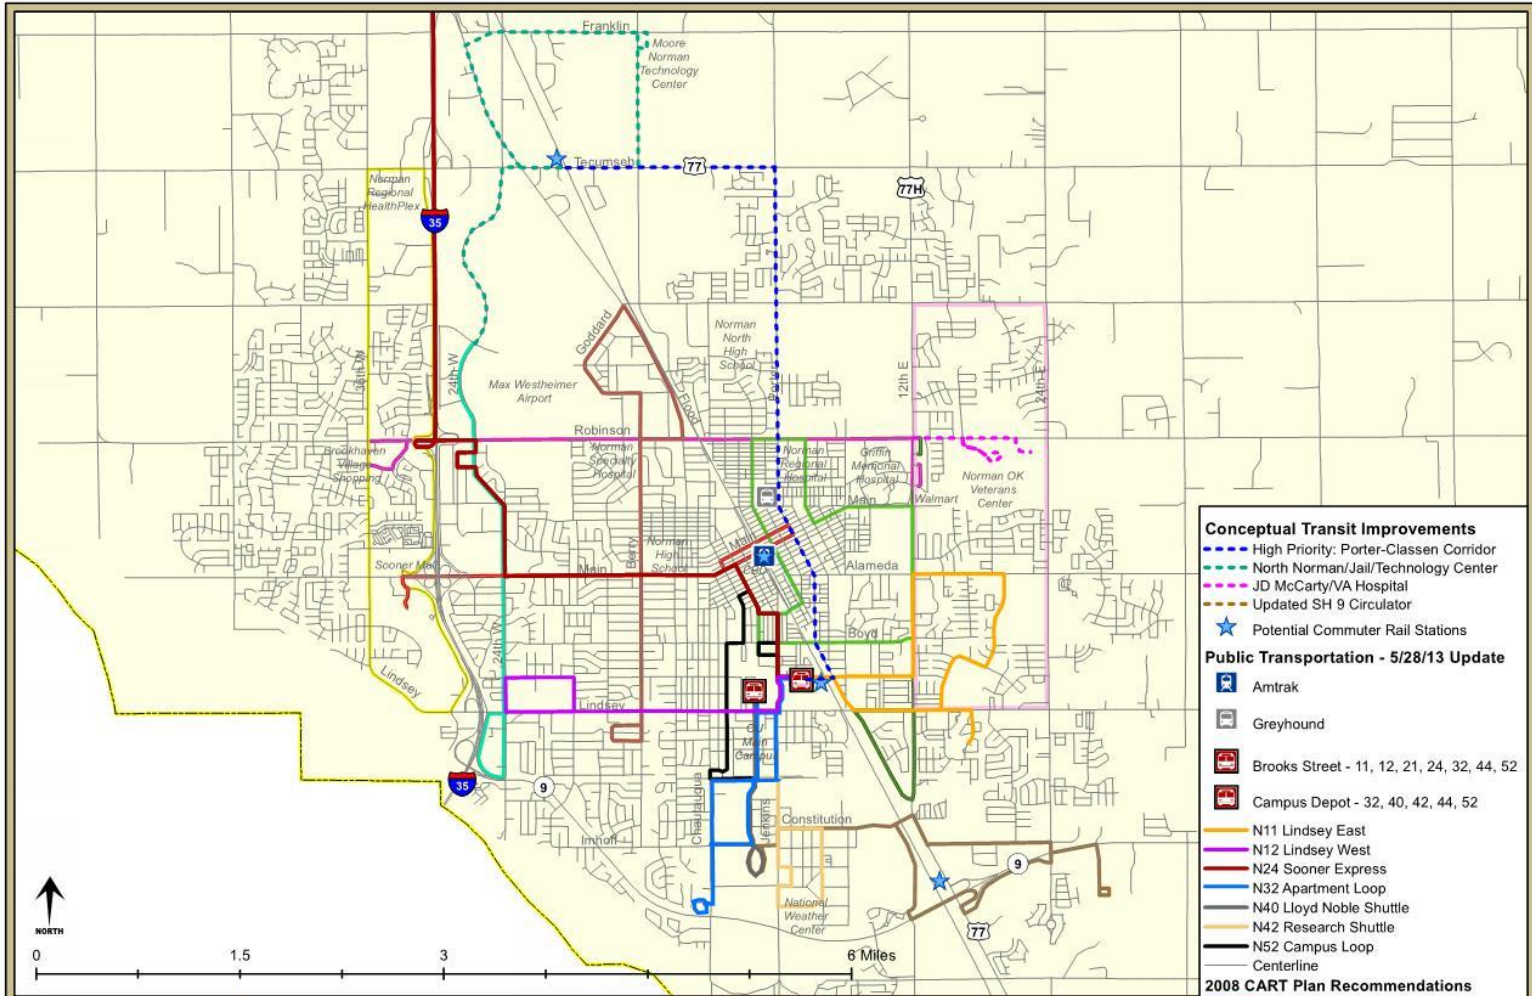 Franklin
Moore
Norman
Technology
Center
Tecumseh
77
77H
Norman
Regional
HealthPlex
35
Goddard
Norman
North
High
School
36th W
24th W
Max Westheimer
Airport
Flood
Porter
12th E
24th E
Robinson
Brookhaven
Village
Shopping
Norman
Specialty
Hospital
Norman
Regional
Hospital
Griffin
Memorial
Hospital
Main
Walmart
Norman OK
Veterans
Center
Berry
Norman
High
School
Main
Sooner Mall
Main
Alameda
Boyd
24th W
Lindsey
Lindsey
OU
Main
Campus
35
9
Chautauqua
Jenkins
Constitution
Imhoff
9
National
Weather
Center
77
NORTH
0 1.5 3 6 Miles
Conceptual Transit Improvements
High Priority: Porter-Classen Corridor
North Norman/Jail/Technology Center
JD McCarty/VA Hospital
Updated SH 9 Circulator
Potential Commuter Rail Stations
Public Transportation - 5/28/13 Update
Amtrak
Greyhound
Brooks Street - 11, 12, 21, 24, 32, 44, 52
Campus Depot - 32, 40, 42, 44, 52
N11 Lindsey East
N12 Lindsey West
N24 Sooner Express
N32 Apartment Loop
N40 Lloyd Noble Shuttle
N42 Research Shuttle
N52 Campus Loop
Centerline
2008 CART Plan Recommendations